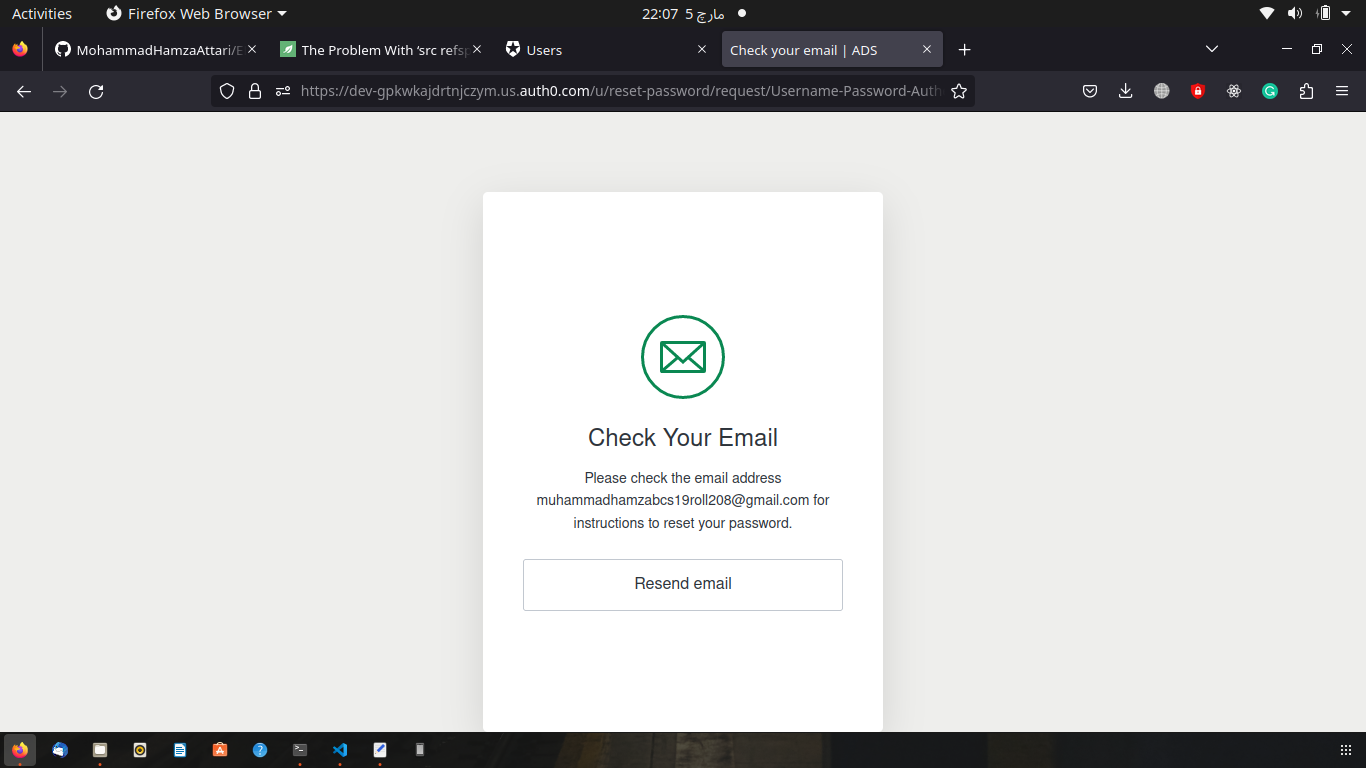 Activities
Firefox Web Browser
22:07 5 مارچ
MohammadHamzaAttari/E
The Problem With ‘src refsp
Users
Check your email | ADS
https://dev-gpkwkajdrtnjczym.us.auth0.com/u/reset-password/request/Username-Password-Auth
Check Your Email
Please check the email address
muhammadhamzabcs19roll208@gmail.com for
instructions to reset your password.
Resend email